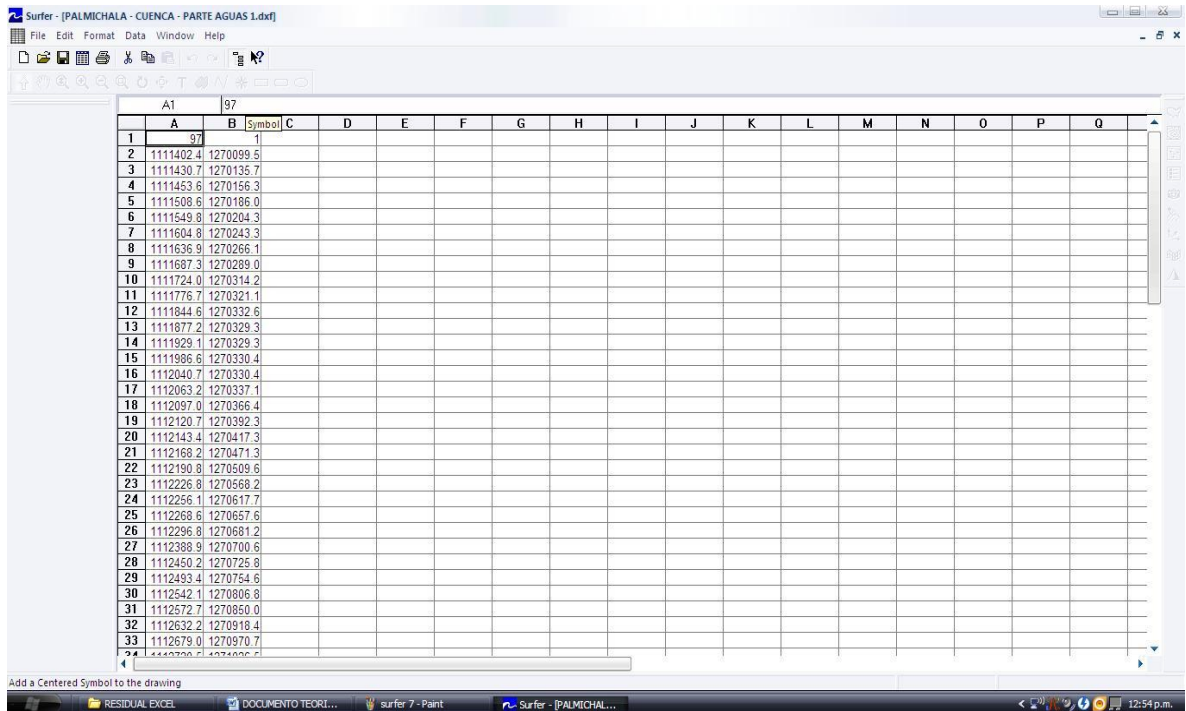 Surfer - [PALMICHALA - CUENCA - PARTE AGUAS 1.dxf]
File Edit Format Data Window Help
A1 97
A B Symbol C D E F G H I J K L M N O P Q
1 97 1
2 1111402.4 1270099.5
3 1111430.7 1270135.7
4 1111453.6 1270156.3
5 1111508.6 1270186.0
6 1111549.8 1270204.3
7 1111604.8 1270243.3
8 1111636.9 1270266.1
9 1111687.3 1270289.0
10 1111724.0 1270314.2
11 1111776.7 1270321.1
12 1111844.6 1270332.6
13 1111877.2 1270329.3
14 1111929.1 1270329.3
15 1111986.6 1270330.4
16 1112040.7 1270330.4
17 1112063.2 1270337.1
18 1112097.0 1270366.4
19 1112120.7 1270392.3
20 1112143.4 1270417.3
21 1112168.2 1270471.3
22 1112190.8 1270509.6
23 1112226.8 1270568.2
24 1112256.1 1270617.7
25 1112268.6 1270657.6
26 1112296.8 1270681.2
27 1112388.9 1270700.6
28 1112450.2 1270725.8
29 1112493.4 1270754.6
30 1112542.1 1270806.8
31 1112572.7 1270850.0
32 1112632.2 1270918.4
33 1112679.0 1270970.7
Add a Centered Symbol to the drawing
RESIDUAL EXCEL DOCUMENTO TEORI... surfer 7 - Paint Surfer - [PALMICHAL... 12:54 p.m.